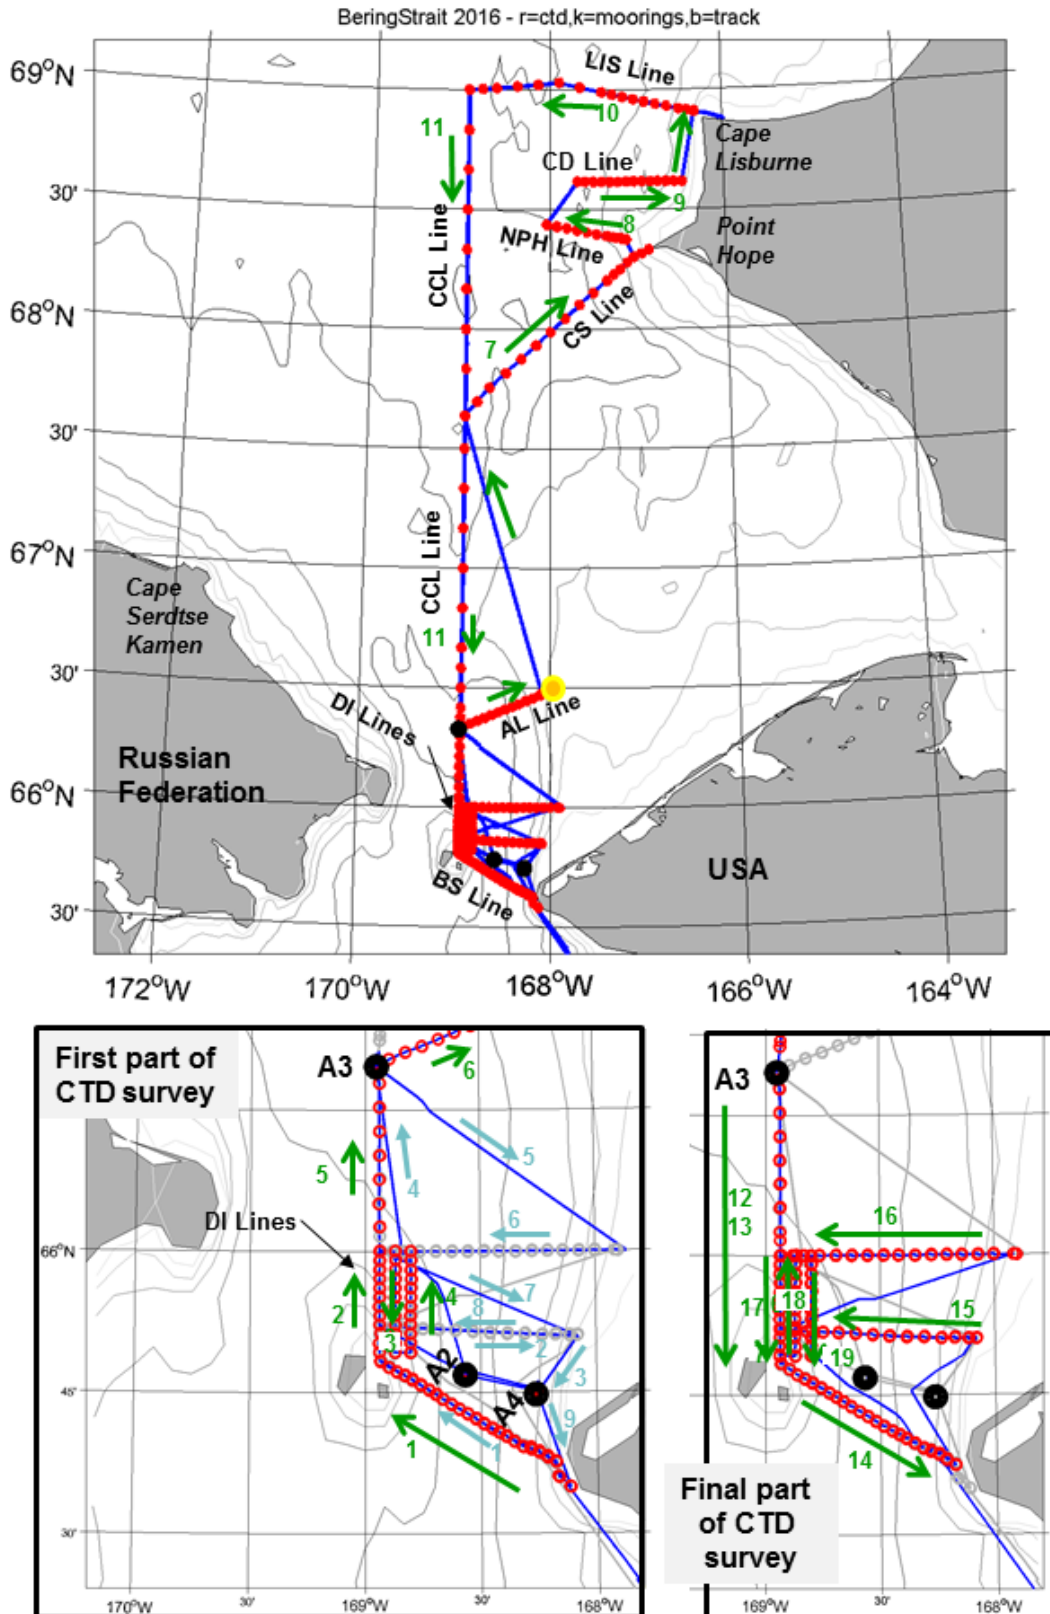 BeringStrait 2016 - r=ctd,k=moorings,b=track
69°N
LIS Line
10
11
CD Line
Cape
Lisburne
30'
9
8
NPH Line
Point
Hope
CCL Line
68°N
CS Line
7
30'
CCL Line
67°N
Cape
Serdtse
Kamen
11
30'
DI Lines
AL Line
Russian
Federation
66°N
BS Line
USA
30'
172°W
170°W
168°W
166°W
164°W
First part of
CTD survey
A3
6
5
5
4
6
DI Lines
66°N
7
2
4
8
3
2
A2
3
45'
A4
9
1
1
30'
170°W
30'
169°W
30'
168°W
A3
12
13
16
17
18
15
19
14
Final part
of CTD
survey
169°W
30'
168°W